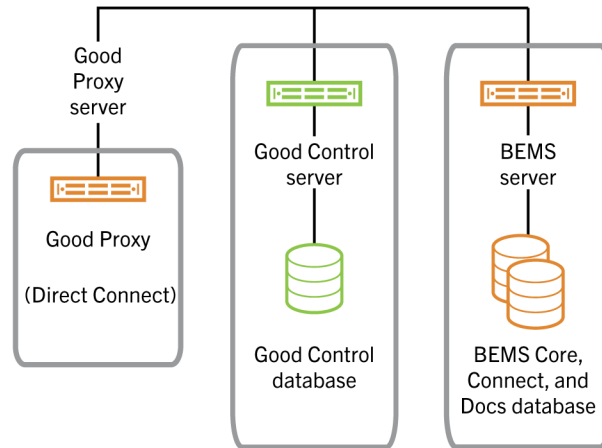 Good
Proxy
server
Good Proxy
(Direct Connect)
Good Control
server
Good Control
database
BEMS
server
BEMS Core,
Connect, and
Docs database